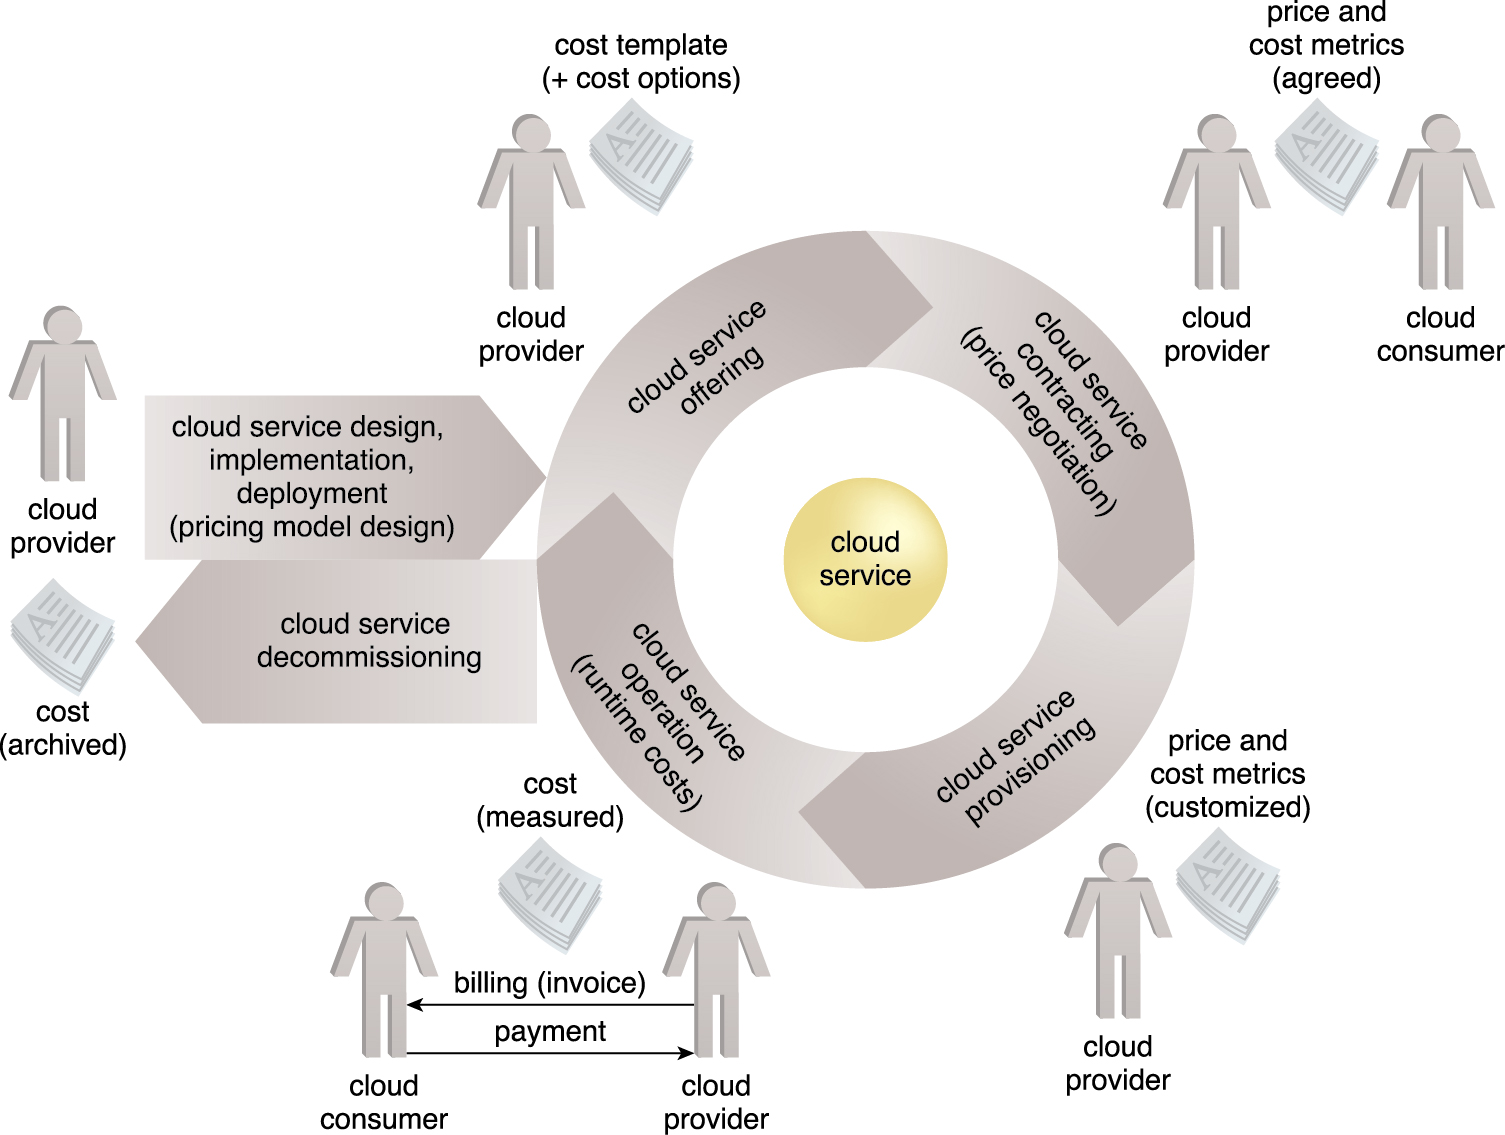 cost template
(+ cost options)
cloud
provider
price and
cost metrics
(agreed)
cloud
provider
cloud
consumer
cloud
provider
cloud service design,
implementation,
deployment
(pricing model design)
cloud service
offering
cloud service
contracting
(price negotiation)
cloud
service
cloud service
decommissioning
cost
(archived)
cloud service
operation
(runtime costs)
cloud service
provisioning
price and
cost metrics
(customized)
cloud
provider
cost
(measured)
billing (invoice)
payment
cloud
consumer
cloud
provider